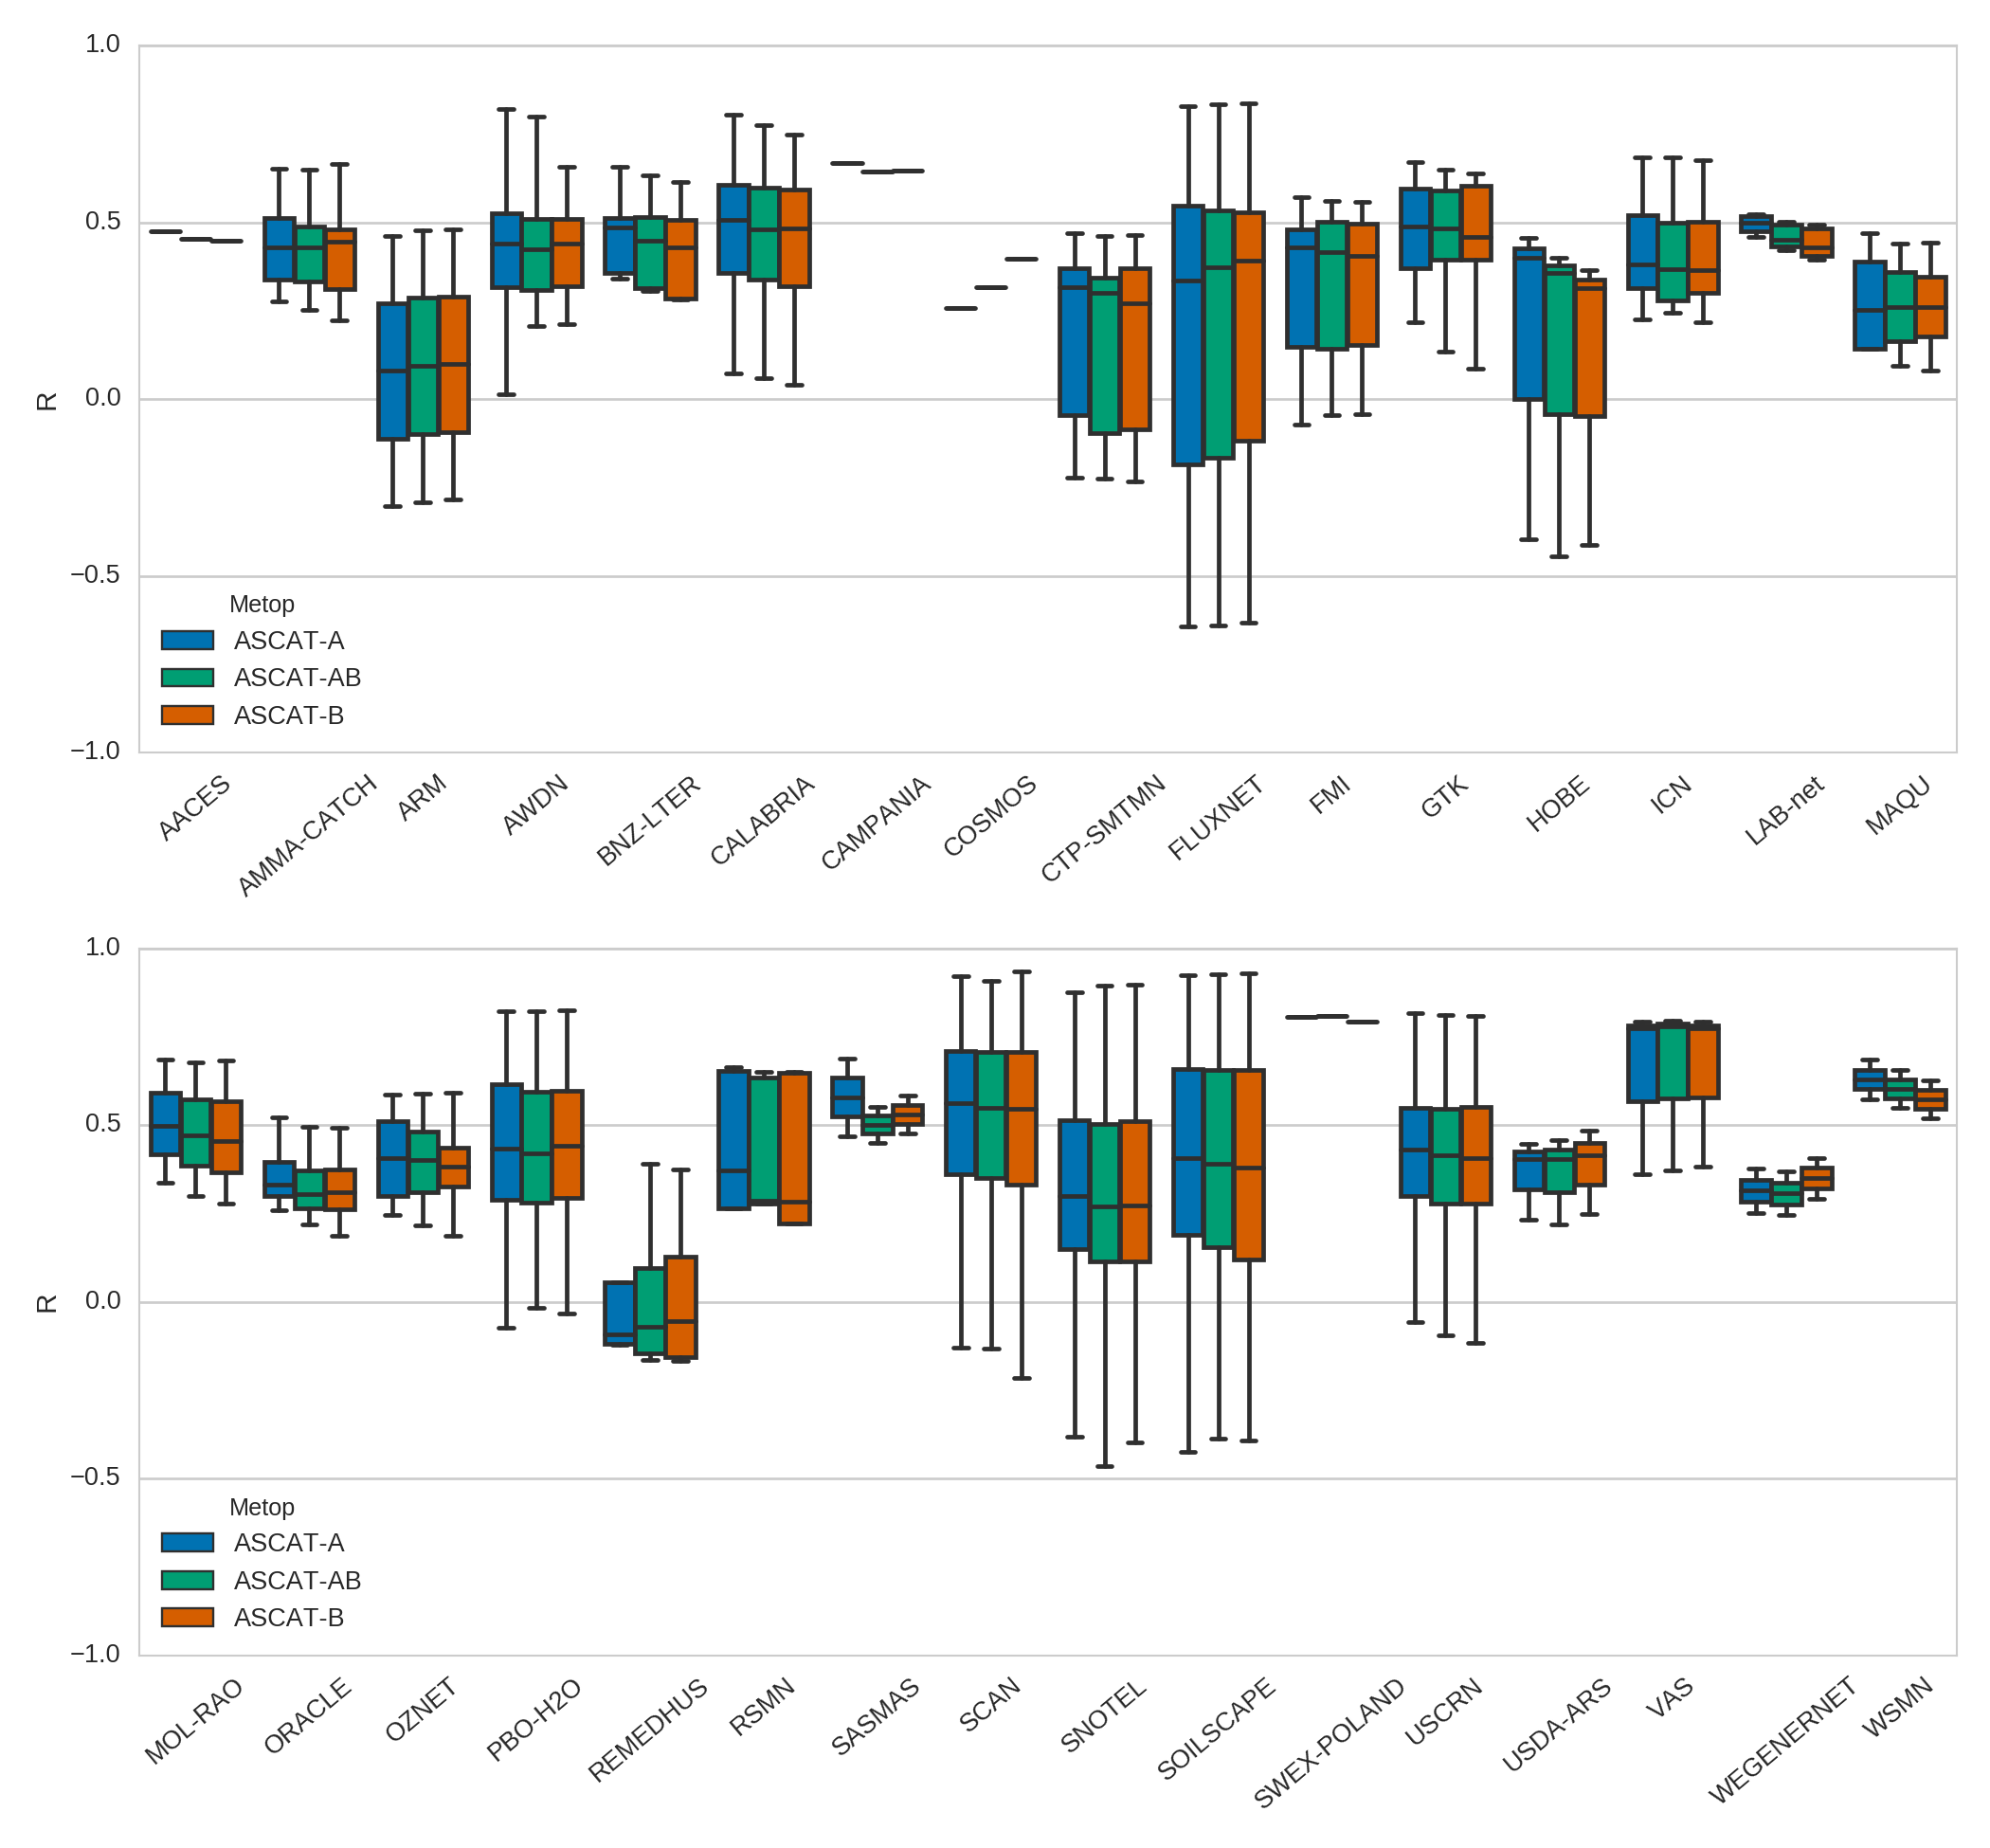 1.0
0.5
0.0
−0.5
−1.0
R
Metop
ASCAT-A
ASCAT-AB
ASCAT-B
AACES
AMMA-CATCH
ARM
AWDN
BNZ-LTER
CALABRIA
CAMPANIA
COSMOS
CTP-SMTMN
FLUXNET
FMI
GTK
HOBE
ICN
LAB-net
MAQU
1.0
0.5
0.0
−0.5
−1.0
R
Metop
ASCAT-A
ASCAT-AB
ASCAT-B
MOL-RAO
ORACLE
OZNET
PBO-H2O
REMEDHUS
RSMN
SASMAS
SCAN
SNOTEL
SOILSCAPE
SWEX-POLAND
USCRN
USDA-ARS
VAS
WEGENERNET
WSMN